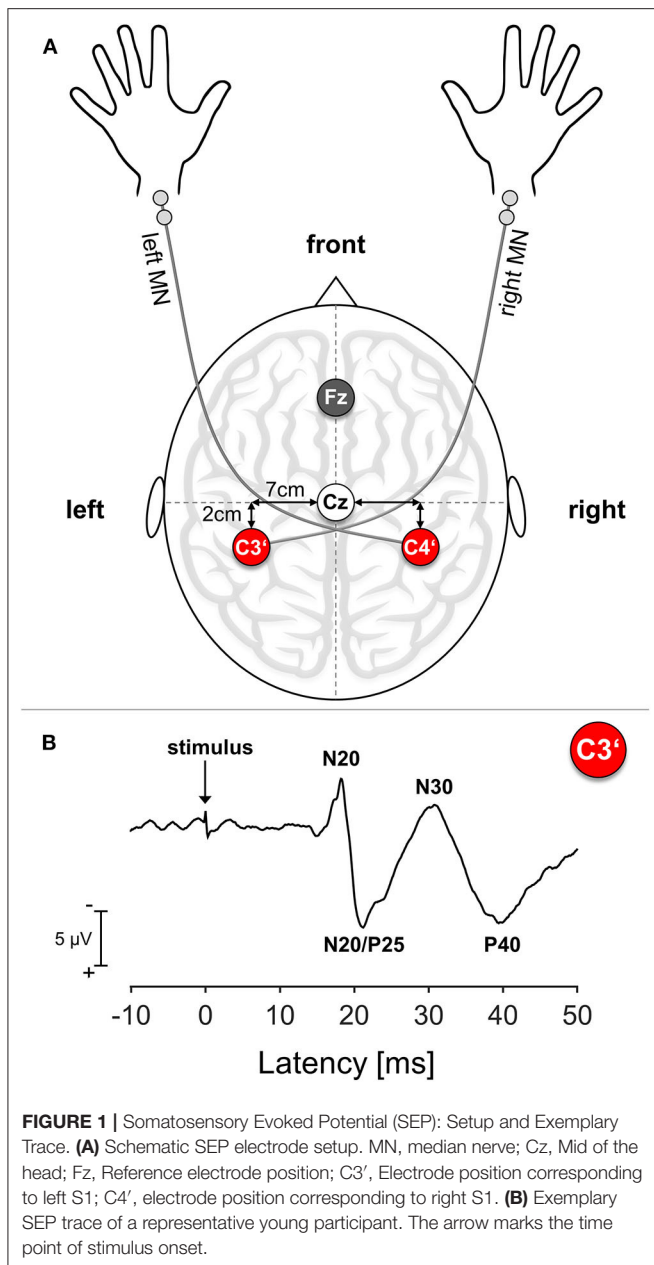 A
left MN
right MN
front
Fz
7cm
Cz
left
right
2cm
C3‘
C4‘
B
stimulus
N20
N30
C3‘
-
5 µV
+
N20/P25
P40
-10 0 10 20 30 40 50
Latency [ms]
FIGURE 1 | Somatosensory Evoked Potential (SEP): Setup and Exemplary
Trace. (A) Schematic SEP electrode setup. MN, median nerve; Cz, Mid of the
head; Fz, Reference electrode position; C3′, Electrode position corresponding
to left S1; C4′, electrode position corresponding to right S1. (B) Exemplary
SEP trace of a representative young participant. The arrow marks the time
point of stimulus onset.